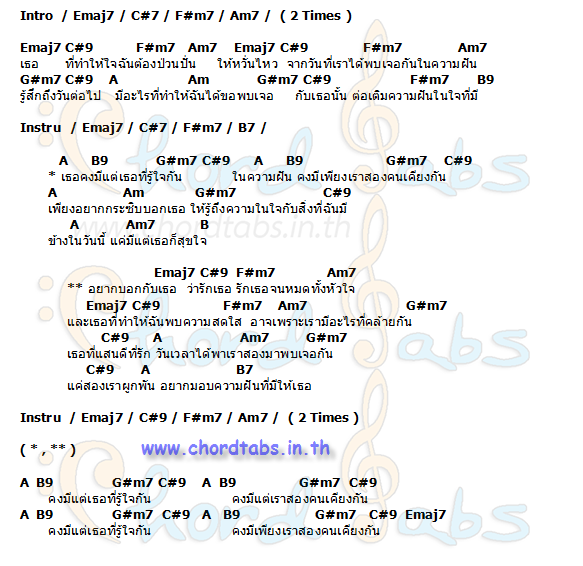 Intro / Emaj7 / C#7 / F#m7 / Am7 / ( 2 Times )
Emaj7 C#9 F#m7 Am7 Emaj7 C#9 F#m7 Am7
เธอ ที่ทำให้ใจฉันต้องป่วนปั่น ให้หวั่นไหว จากวันที่เราได้พบเจอกันในความฝัน
G#m7 C#9 A Am G#m7 C#9 F#m7 B9
รู้สึกถึงวันต่อไป มีอะไรที่ทำให้ฉันได้ขอพบเจอ กับเธอนั้น ต่อเติมความฝันในใจที่มี
Instru / Emaj7 / C#7 / F#m7 / B7 /
A B9 G#m7 C#9 A B9 G#m7 C#9
* เธอคงมีแต่เธอที่รู้ใจกัน ในความฝัน คงมีเพียงเราสองคนเคียงกัน
A Am G#m7 C#9
เพียงอยากกระซิบบอกเธอ ให้รู้ถึงความในใจกับสิ่งที่ฉันมี
A Am7 B
ข้างในวันนี้ แค่มีแต่เธอก็สุขใจ
www.chordtabs.in.th
Emaj7 C#9 F#m7 Am7
** อยากบอกกับเธอ ว่ารักเธอ รักเธอจนหมดทั้งหัวใจ
Emaj7 C#9 F#m7 Am7 G#m7
และเธอที่ทำให้ฉันพบความสดใส อาจเพราะเรามีอะไรที่คล้ายกัน
C#9 A Am7 G#m7
เธอที่แสนดีที่รัก วันเวลาได้พาเราสองมาพบเจอกัน
C#9 A B7
แค่สองเราผูกพัน อยากมอบความฝันที่มีให้เธอ
Instru / Emaj7 / C#9 / F#m7 / Am7 / ( 2 Times )
( * , ** ) www.chordtabs.in.th
A B9 G#m7 C#9 A B9 G#m7 C#9
คงมีแต่เธอที่รู้ใจกัน คงมีแต่เราสองคนเคียงกัน
A B9 G#m7 C#9 A B9 G#m7 C#9 Emaj7
คงมีแต่เธอที่รู้ใจกัน คงมีเพียงเราสองคนเคียงกัน